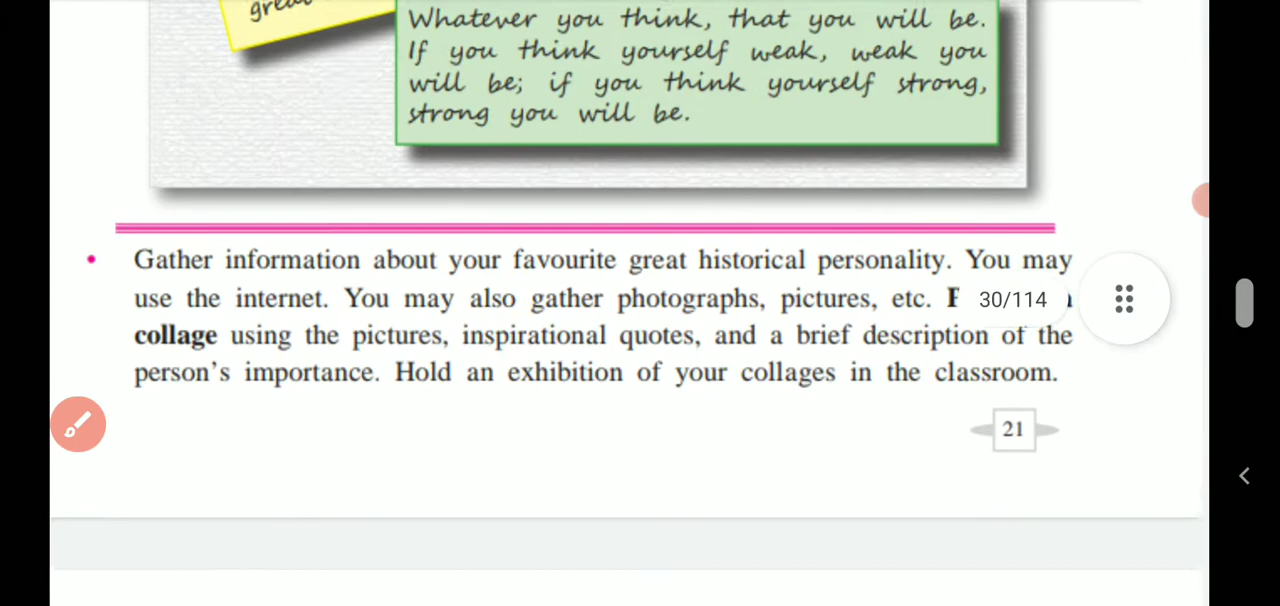 great
Whatever you think, that you will be.
If you think yourself weak, weak you
will be; if you think yourself strong,
strong you will be.
• Gather information about your favourite great historical personality. You may
use the internet. You may also gather photographs, pictures, etc. F
30/114
collage using the pictures, inspirational quotes, and a brief description of the
person's importance. Hold an exhibition of your collages in the classroom.
21